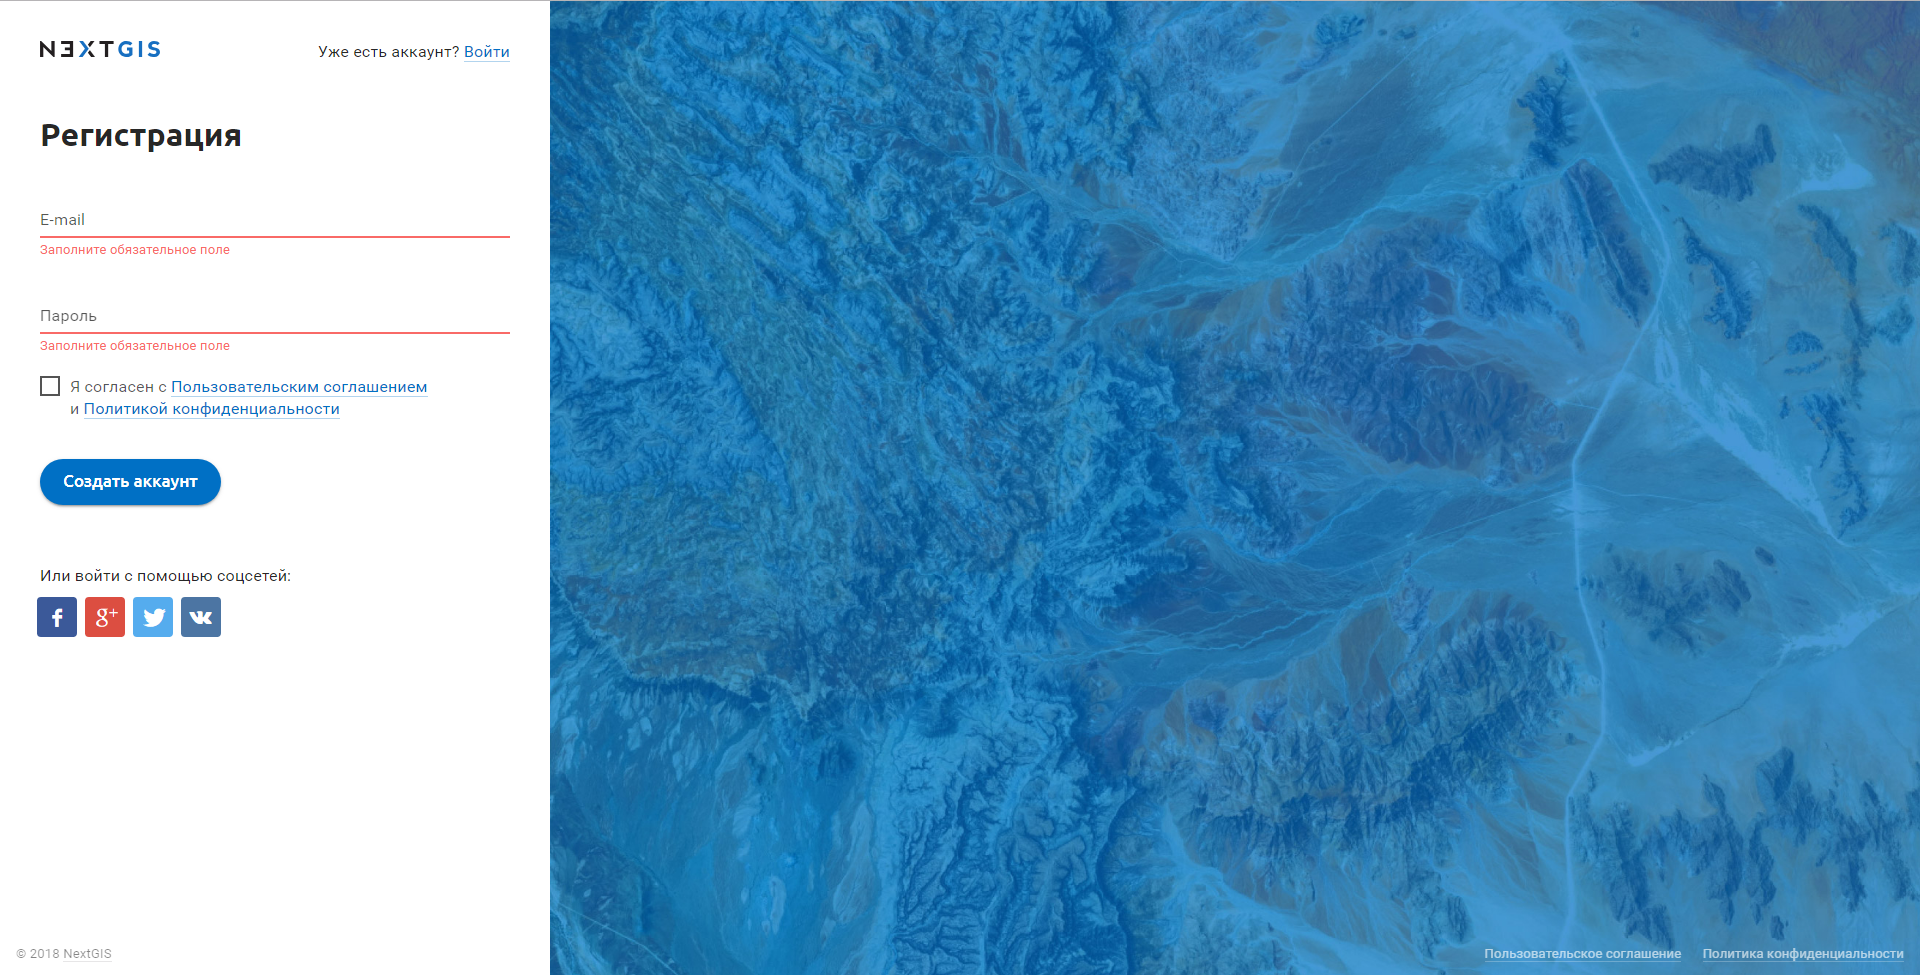 NEXTGIS
Уже есть аккаунт? Войти
Регистрация
E-mail
Заполните обязательное поле
Пароль
Заполните обязательное поле
Я согласен с Пользовательским соглашением
и Политикой конфиденциальности
Создать аккаунт
Или войти с помощью соцсетей:
© 2018 NextGIS
Пользовательское соглашение Политика конфиденциальности